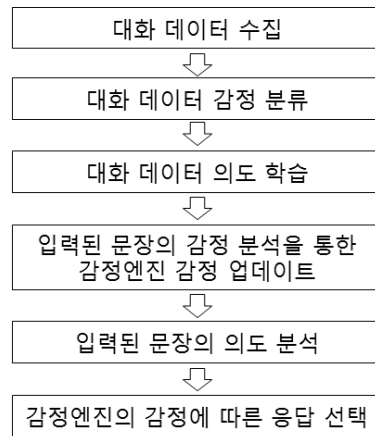 대화 데이터 수집
대화 데이터 감정 분류
대화 데이터 의도 학습
입력된 문장의 감정 분석을 통한
감정엔진 감정 업데이트
입력된 문장의 의도 분석
감정엔진의 감정에 따른 응답 선택